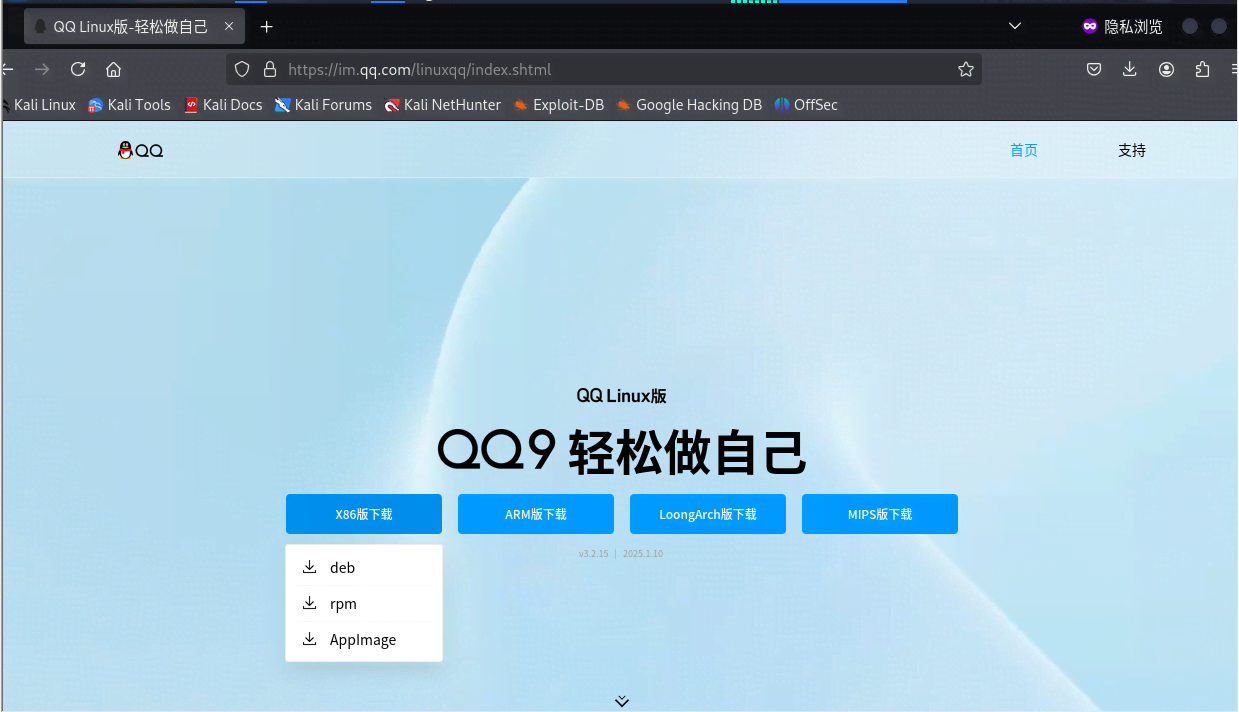 QQ Linux版-轻松做自己
隐私浏览
https://im.qq.com/linuxqq/index.shtml
Kali Linux Kali Tools Kali Docs Kali Forums Kali NetHunter Exploit-DB Google Hacking DB OffSec
QQ 首页 支持
QQ Linux版
QQ9 轻松做自己
X86版下载 ARM版下载 LoongArch版下载 MIPS版下载
v3.2.15 | 2025.1.10
deb
rpm
AppImage